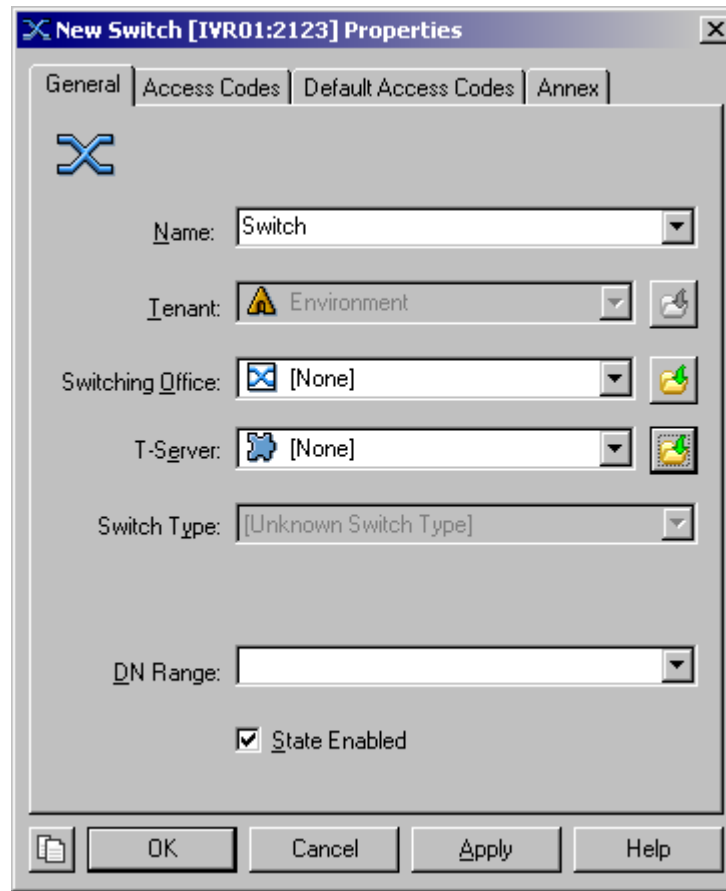 New Switch [IVR01:2123] Properties
General Access Codes Default Access Codes Annex
Name: Switch
Tenant: Environment
Switching Office: [None]
T-Server: [None]
Switch Type: [Unknown Switch Type]
DN Range:
State Enabled
OK Cancel Apply Help